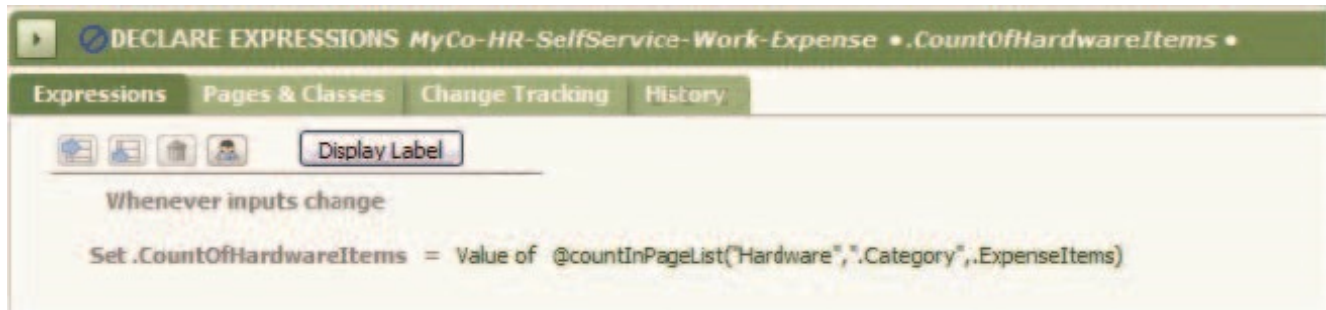 DECLARE EXPRESSIONS MyCo-HR-SelfService-Work-Expense •.CountOfHardwareItems •
Expressions Pages & Classes Change Tracking History
Display Label
Whenever inputs change
Set .CountOfHardwareItems = Value of @countInPageList("Hardware",".Category",.ExpenseItems)